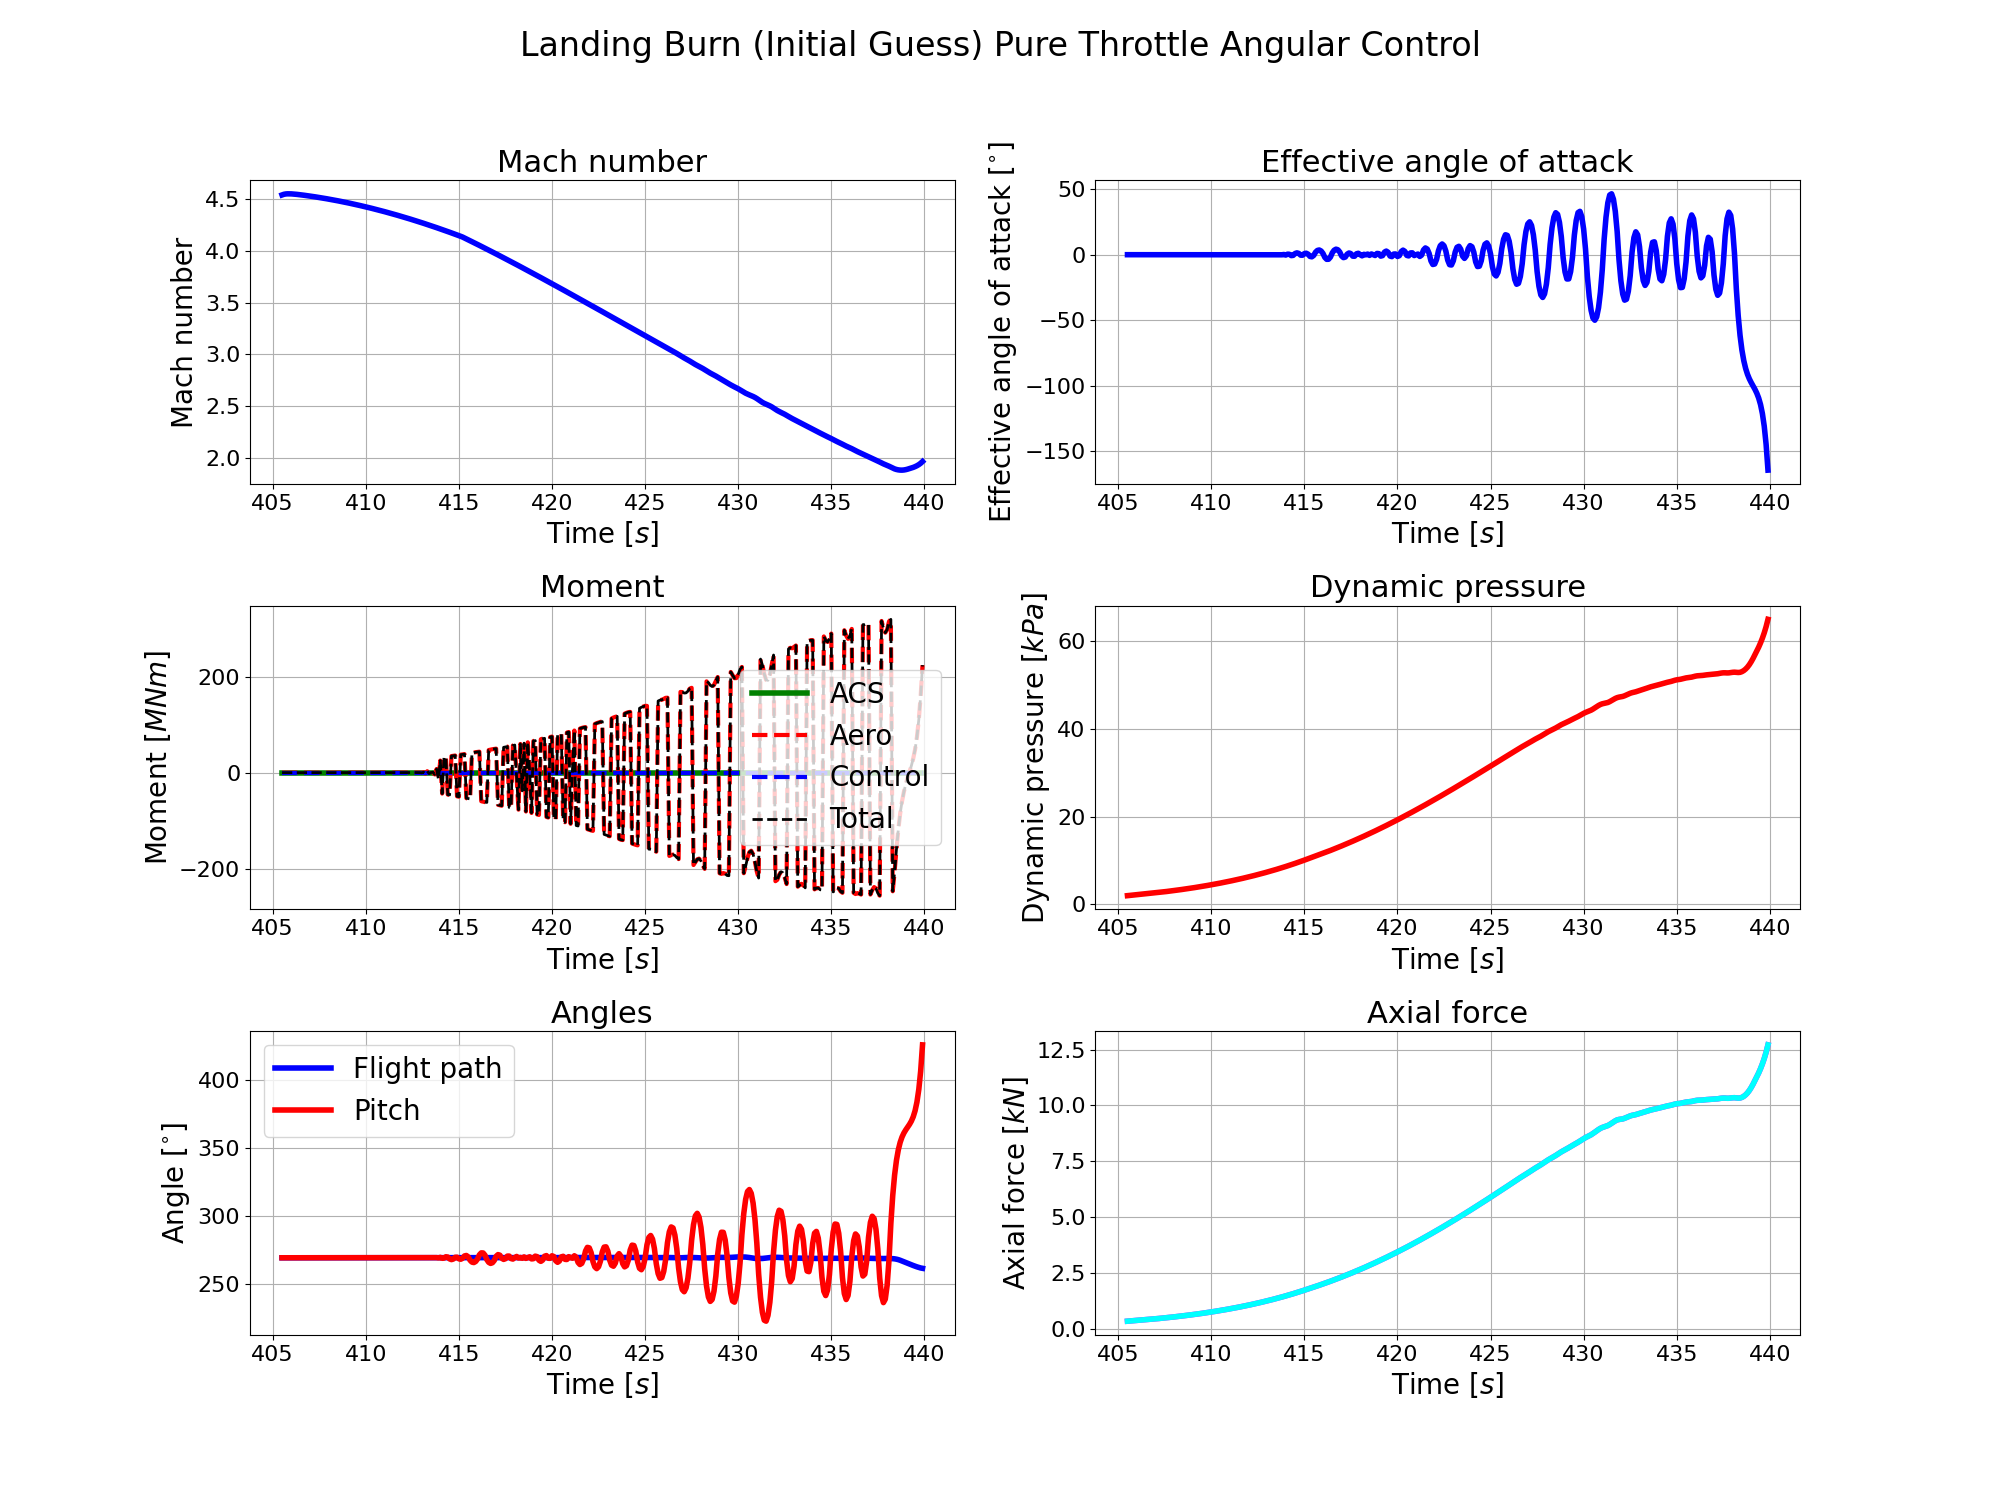 Landing Burn (Initial Guess) Pure Throttle Angular Control
Mach number
Mach number
4.5
4.0
3.5
3.0
2.5
2.0
405 410 415 420 425 430 435 440
Time [s]
Effective angle of attack
Effective angle of attack [°]
50
0
−50
−100
−150
405 410 415 420 425 430 435 440
Time [s]
Moment
Moment [MNm]
200
0
−200
ACS
Aero
Control
Total
405 410 415 420 425 430 435 440
Time [s]
Dynamic pressure
Dynamic pressure [kPa]
60
40
20
0
405 410 415 420 425 430 435 440
Time [s]
Angles
Angle [°]
400
350
300
250
Flight path
Pitch
405 410 415 420 425 430 435 440
Time [s]
Axial force
Axial force [kN]
12.5
10.0
7.5
5.0
2.5
0.0
405 410 415 420 425 430 435 440
Time [s]